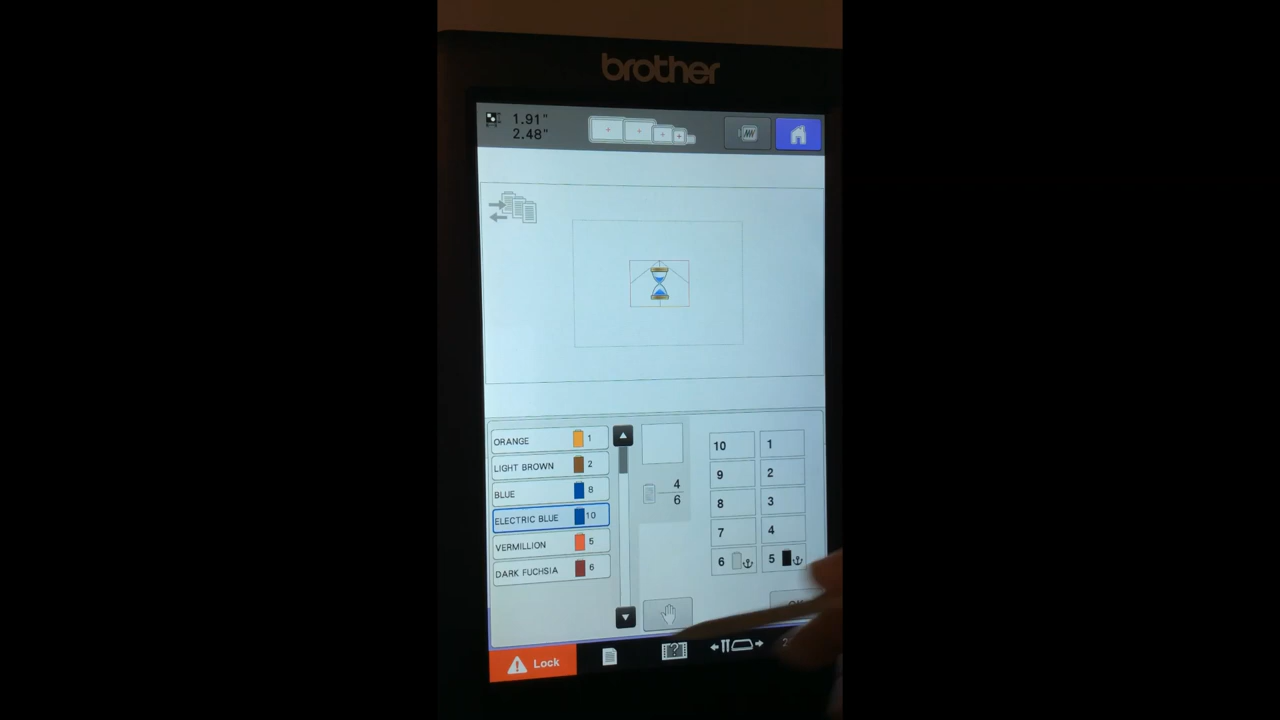 brother
1.91"
2.48"
ORANGE 1
LIGHT BROWN 2
BLUE 8
ELECTRIC BLUE 10
VERMILLION 5
DARK FUCHSIA 6
4
6
10 1
9 2
8 3
7 4
6 5
Lock
?